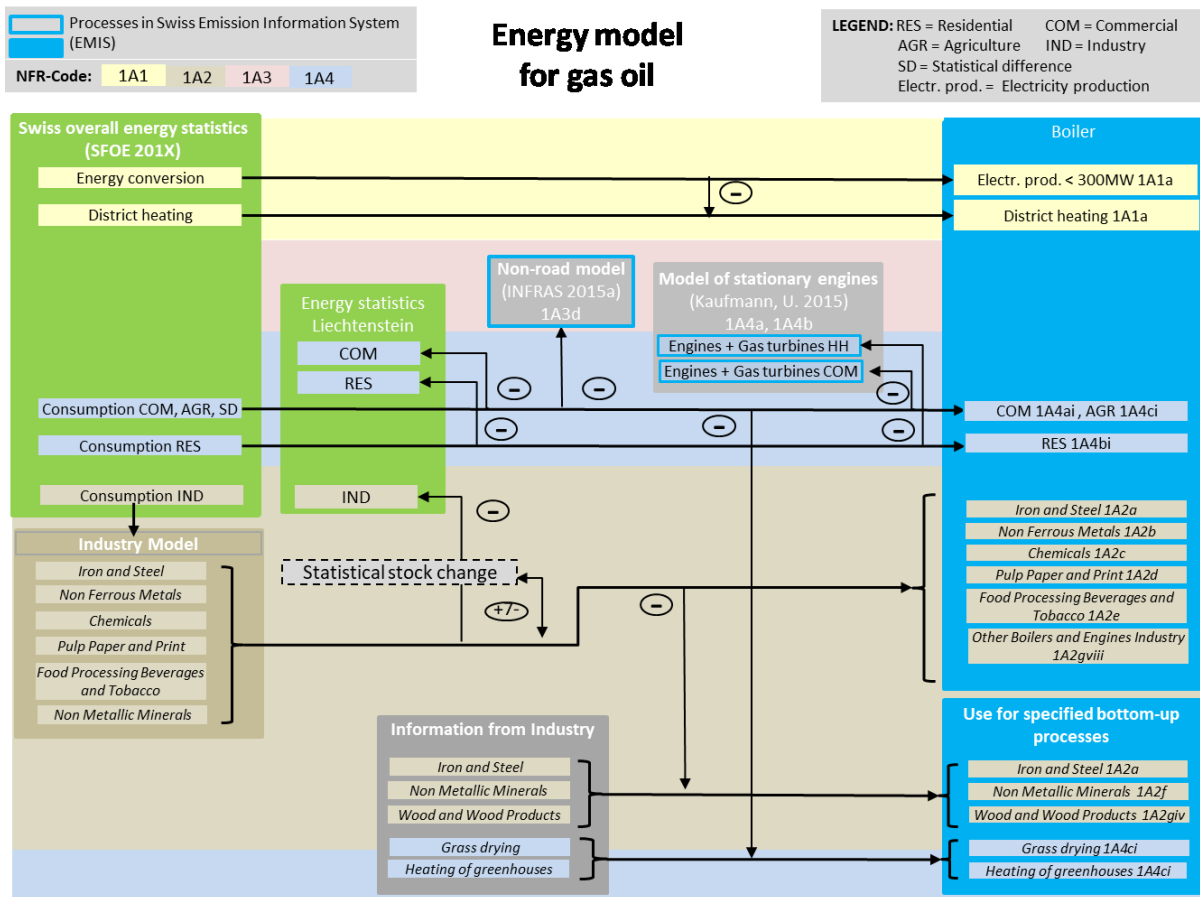 Processes in Swiss Emission Information System
(EMIS)
NFR-Code: 1A1 1A2 1A3 1A4
Energy model
for gas oil
LEGEND: RES = Residential COM = Commercial
AGR = Agriculture IND = Industry
SD = Statistical difference
Electr. prod. = Electricity production
Swiss overall energy statistics
(SFOE 201X)
Energy conversion
District heating
Consumption COM, AGR, SD
Consumption RES
Consumption IND
Energy statistics
Liechtenstein
COM
RES
IND
Non-road model
(INFRAS 2015a)
1A3d
Model of stationary engines
(Kaufmann, U. 2015)
1A4a, 1A4b
Engines + Gas turbines HH
Engines + Gas turbines COM
-
-
-
-
-
-
-
-
-
Boiler
Electr. prod. < 300MW 1A1a
District heating 1A1a
COM 1A4ai , AGR 1A4ci
RES 1A4bi
Iron and Steel 1A2a
Non Ferrous Metals 1A2b
Chemicals 1A2c
Pulp Paper and Print 1A2d
Food Processing Beverages and
Tobacco 1A2e
Other Boilers and Engines Industry
1A2gviii
Industry Model
Iron and Steel
Non Ferrous Metals
Chemicals
Pulp Paper and Print
Food Processing Beverages
and Tobacco
Non Metallic Minerals
Statistical stock change
+7-
Information from Industry
Iron and Steel
Non Metallic Minerals
Wood and Wood Products
Grass drying
Heating of greenhouses
Use for specified bottom-up
processes
Iron and Steel 1A2a
Non Metallic Minerals 1A2f
Wood and Wood Products 1A2giv
Grass drying 1A4ci
Heating of greenhouses 1A4ci